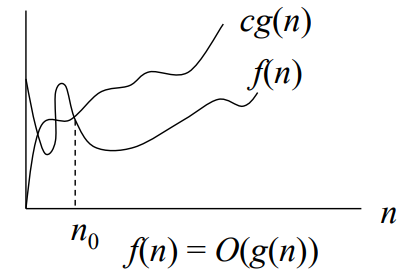 cg(n)
f(n)
n
n₀
f(n) = O(g(n))